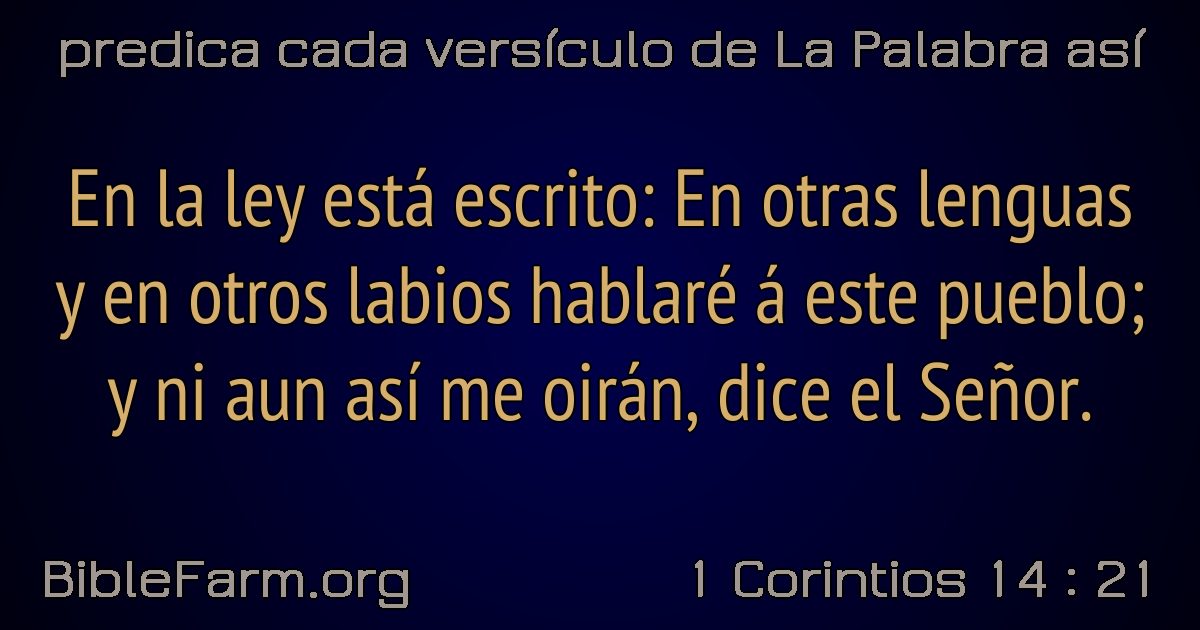 predica cada versículo de La Palabra así
En la ley está escrito: En otras lenguas
y en otros labios hablaré á este pueblo;
y ni aun así me oirán, dice el Señor.
BibleFarm.org
1 Corintios 14 : 21